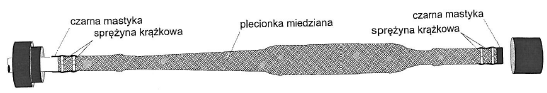 czarna mastyka
sprężyna krążkowa
plecionka miedziana
czarna mastyka
sprężyna krążkowa